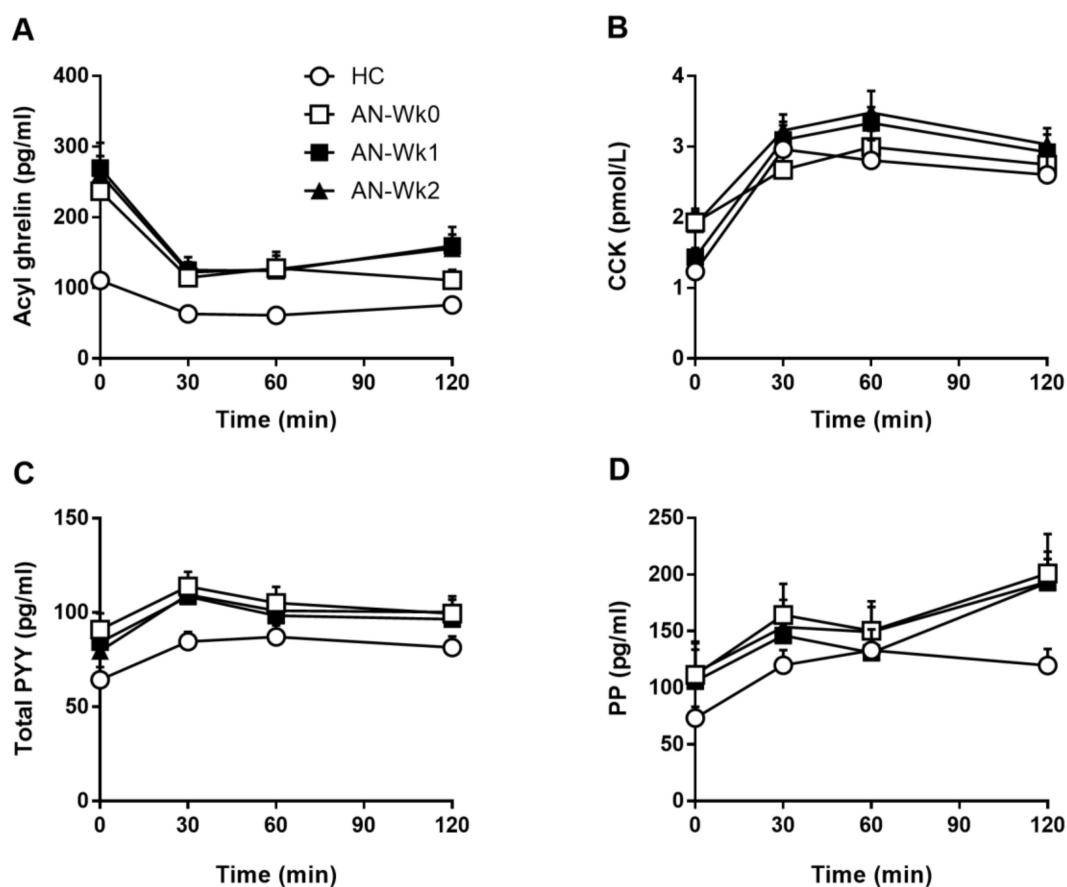 A
Acyl ghrelin (pg/ml)
400
300
200
100
0
HC
AN-Wk0
AN-Wk1
AN-Wk2
0 30 60 90 120
Time (min)
B
CCK (pmol/L)
4
3
2
1
0
0 30 60 90 120
Time (min)
C
Total PYY (pg/ml)
150
100
50
0
0 30 60 90 120
Time (min)
D
PP (pg/ml)
250
200
150
100
50
0
0 30 60 90 120
Time (min)